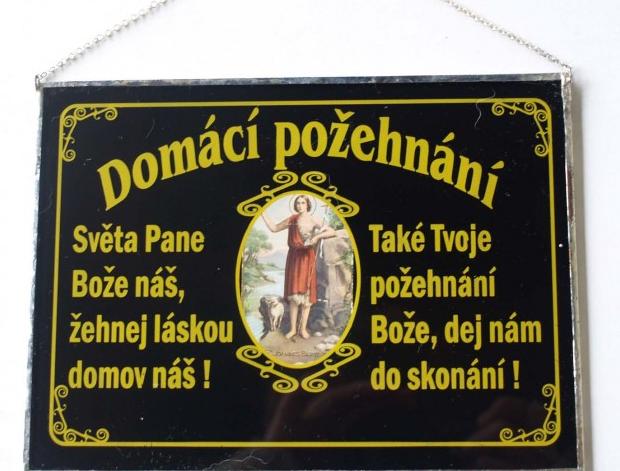 Domácí požehnání
Světa Pane
Bože náš,
žehnej láskou
domov náš !
Také Tvoje
požehnání
Bože, dej nám
do skonání !